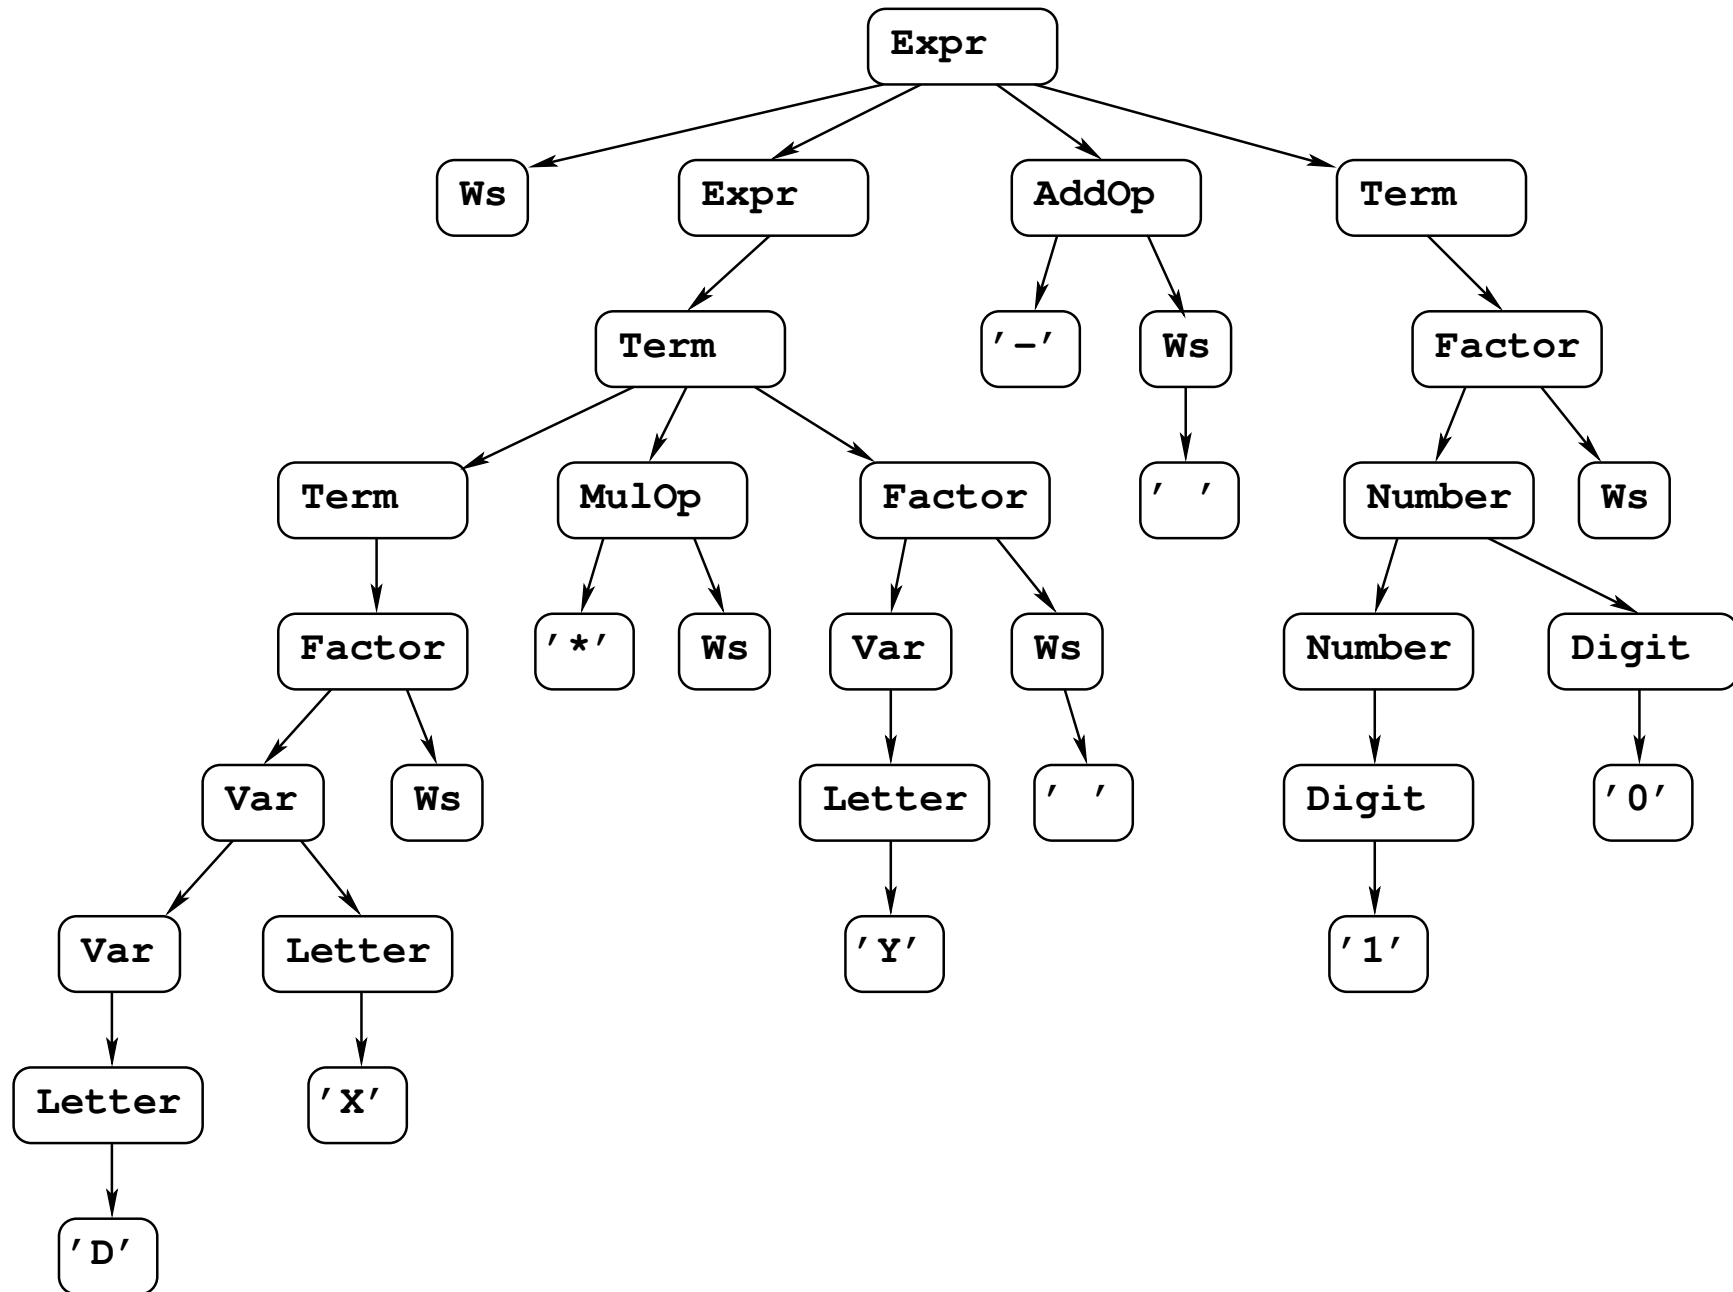 Expr
Ws Expr AddOp Term
Term '-' Ws Factor
Term MulOp Factor ' ' Number Ws
Factor '*' Ws Var Ws Number Digit
Var Ws Letter ' ' Digit '0'
Var Letter 'Y' '1'
Letter 'X'
'D'